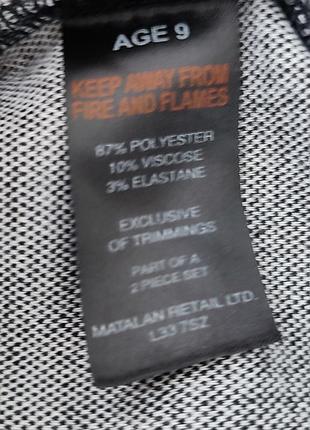 AGE 9
KEEP AWAY FROM
FIRE AND FLAMES
87% POLYESTER
10% VISCOSE
3% ELASTANE
EXCLUSIVE
OF TRIMMINGS
PART OF A
2 PIECE SET
MATALAN RETAIL LTD.
L33 7SZ